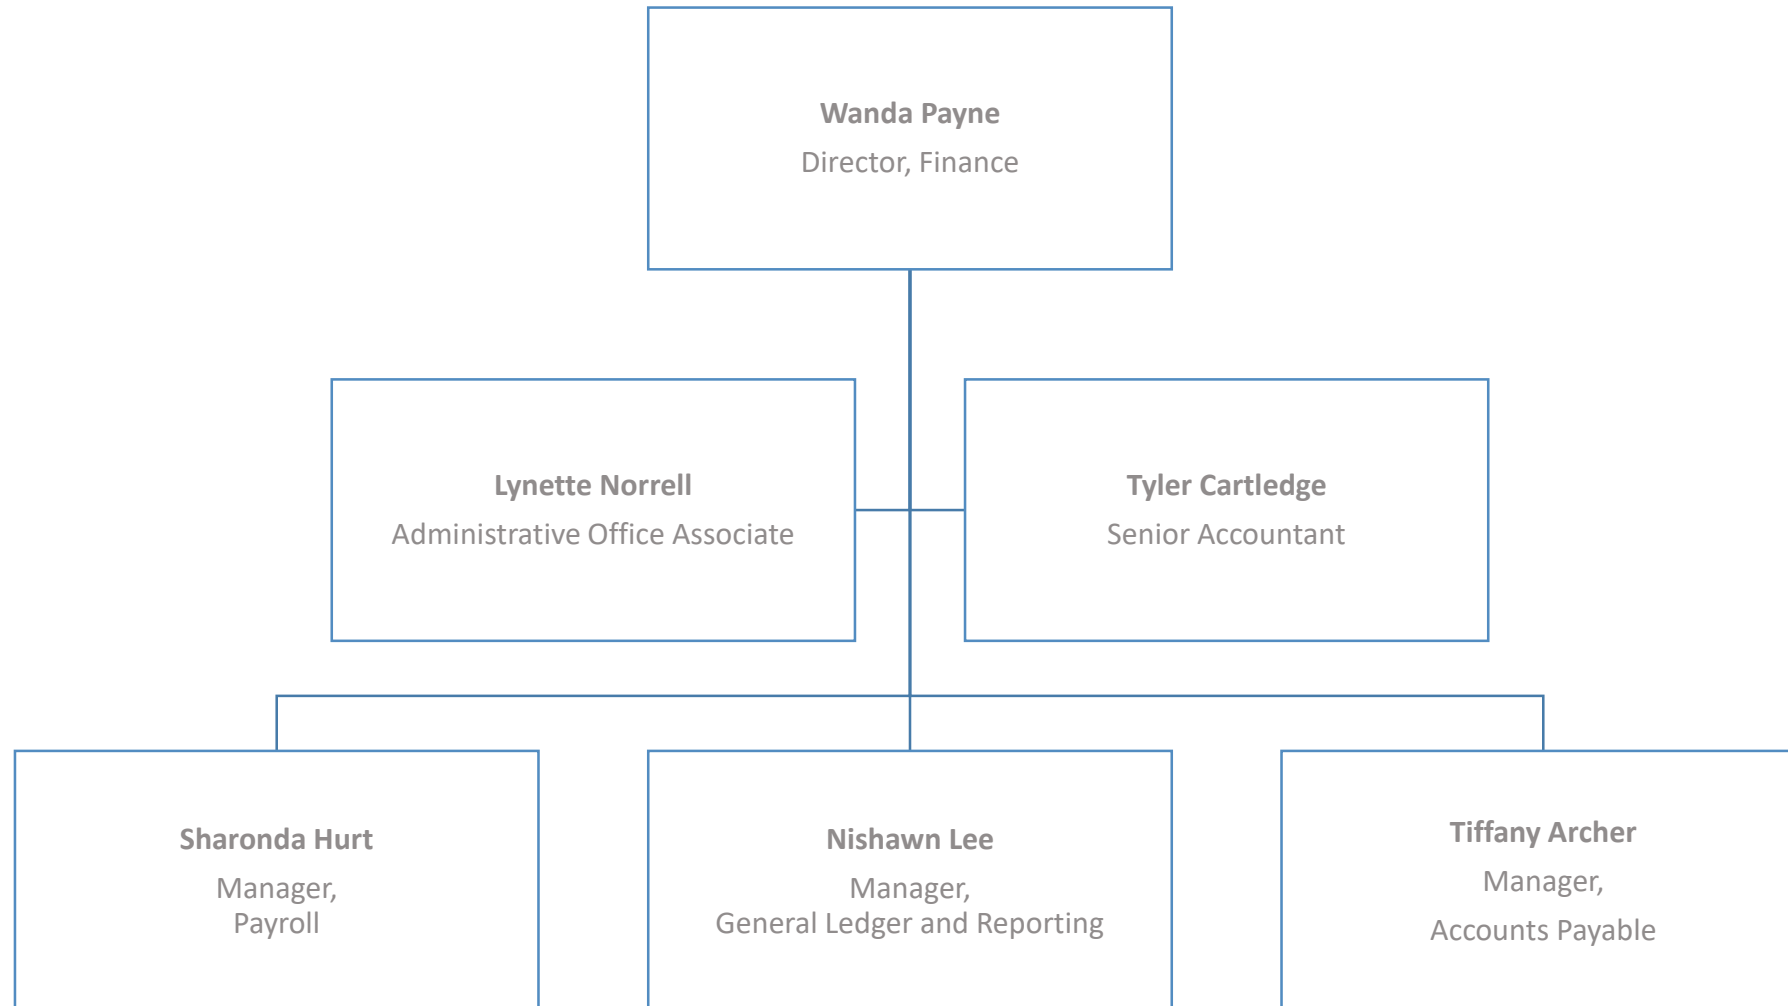 Wanda Payne
Director, Finance
Lynette Norrell
Administrative Office Associate
Tyler Cartledge
Senior Accountant
Sharonda Hurt
Manager,
Payroll
Nishawn Lee
Manager,
General Ledger and Reporting
Tiffany Archer
Manager,
Accounts Payable